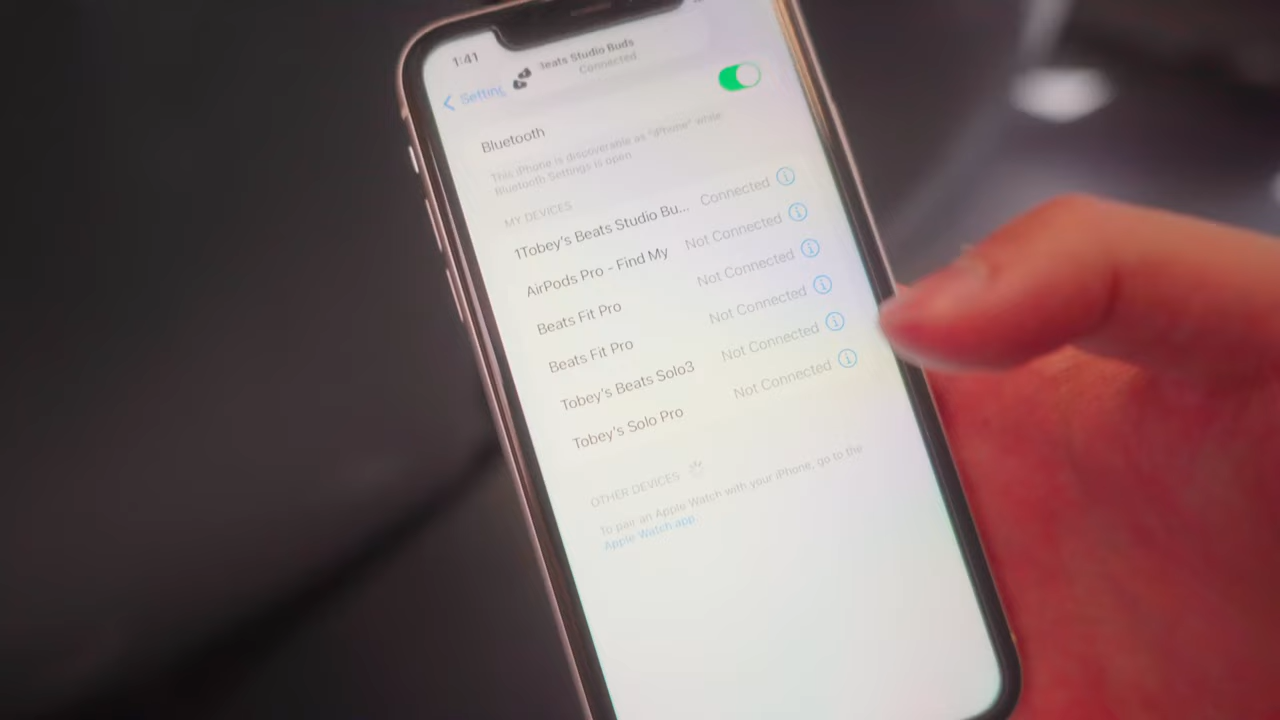 1:41
Beats Studio Buds
Connected
Setting
Bluetooth
This iPhone is discoverable as "iPhone" while
Bluetooth Settings is open.
MY DEVICES
1Tobey's Beats Studio Bu... Connected
AirPods Pro - Find My Not Connected
Beats Fit Pro Not Connected
Beats Fit Pro Not Connected
Tobey's Beats Solo3 Not Connected
Tobey's Solo Pro Not Connected
OTHER DEVICES
To pair an Apple Watch with your iPhone, go to the
Apple Watch app.